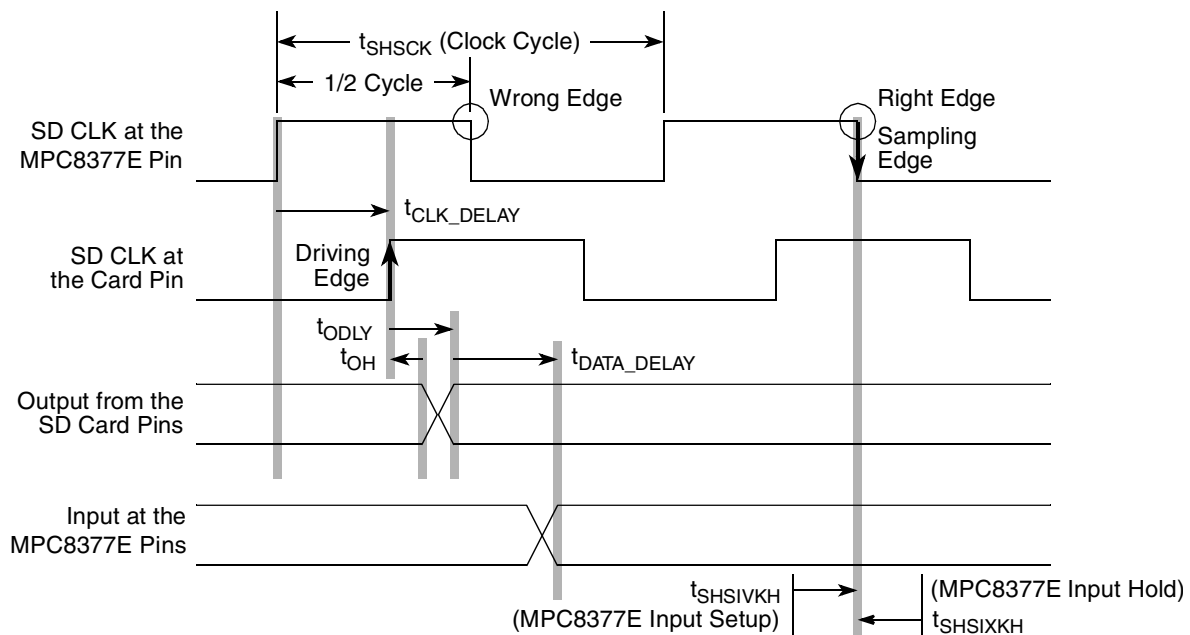 tSHSCK (Clock Cycle)
1/2 Cycle
Wrong Edge
Right Edge
SD CLK at the
MPC8377E Pin
Sampling
Edge
tCLK_DELAY
SD CLK at
the Card Pin
Driving
Edge
tODLY
tOH
tDATA_DELAY
Output from the
SD Card Pins
Input at the
MPC8377E Pins
tSHSIVKH
(MPC8377E Input Setup)
(MPC8377E Input Hold)
tSHSIXKH